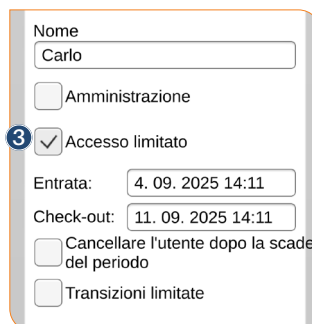 Nome
Carlo
Amministrazione
3 Accesso limitato
Entrata: 4. 09. 2025 14:11
Check-out: 11. 09. 2025 14:11
Cancellare l'utente dopo la scade
del periodo
Transizioni limitate